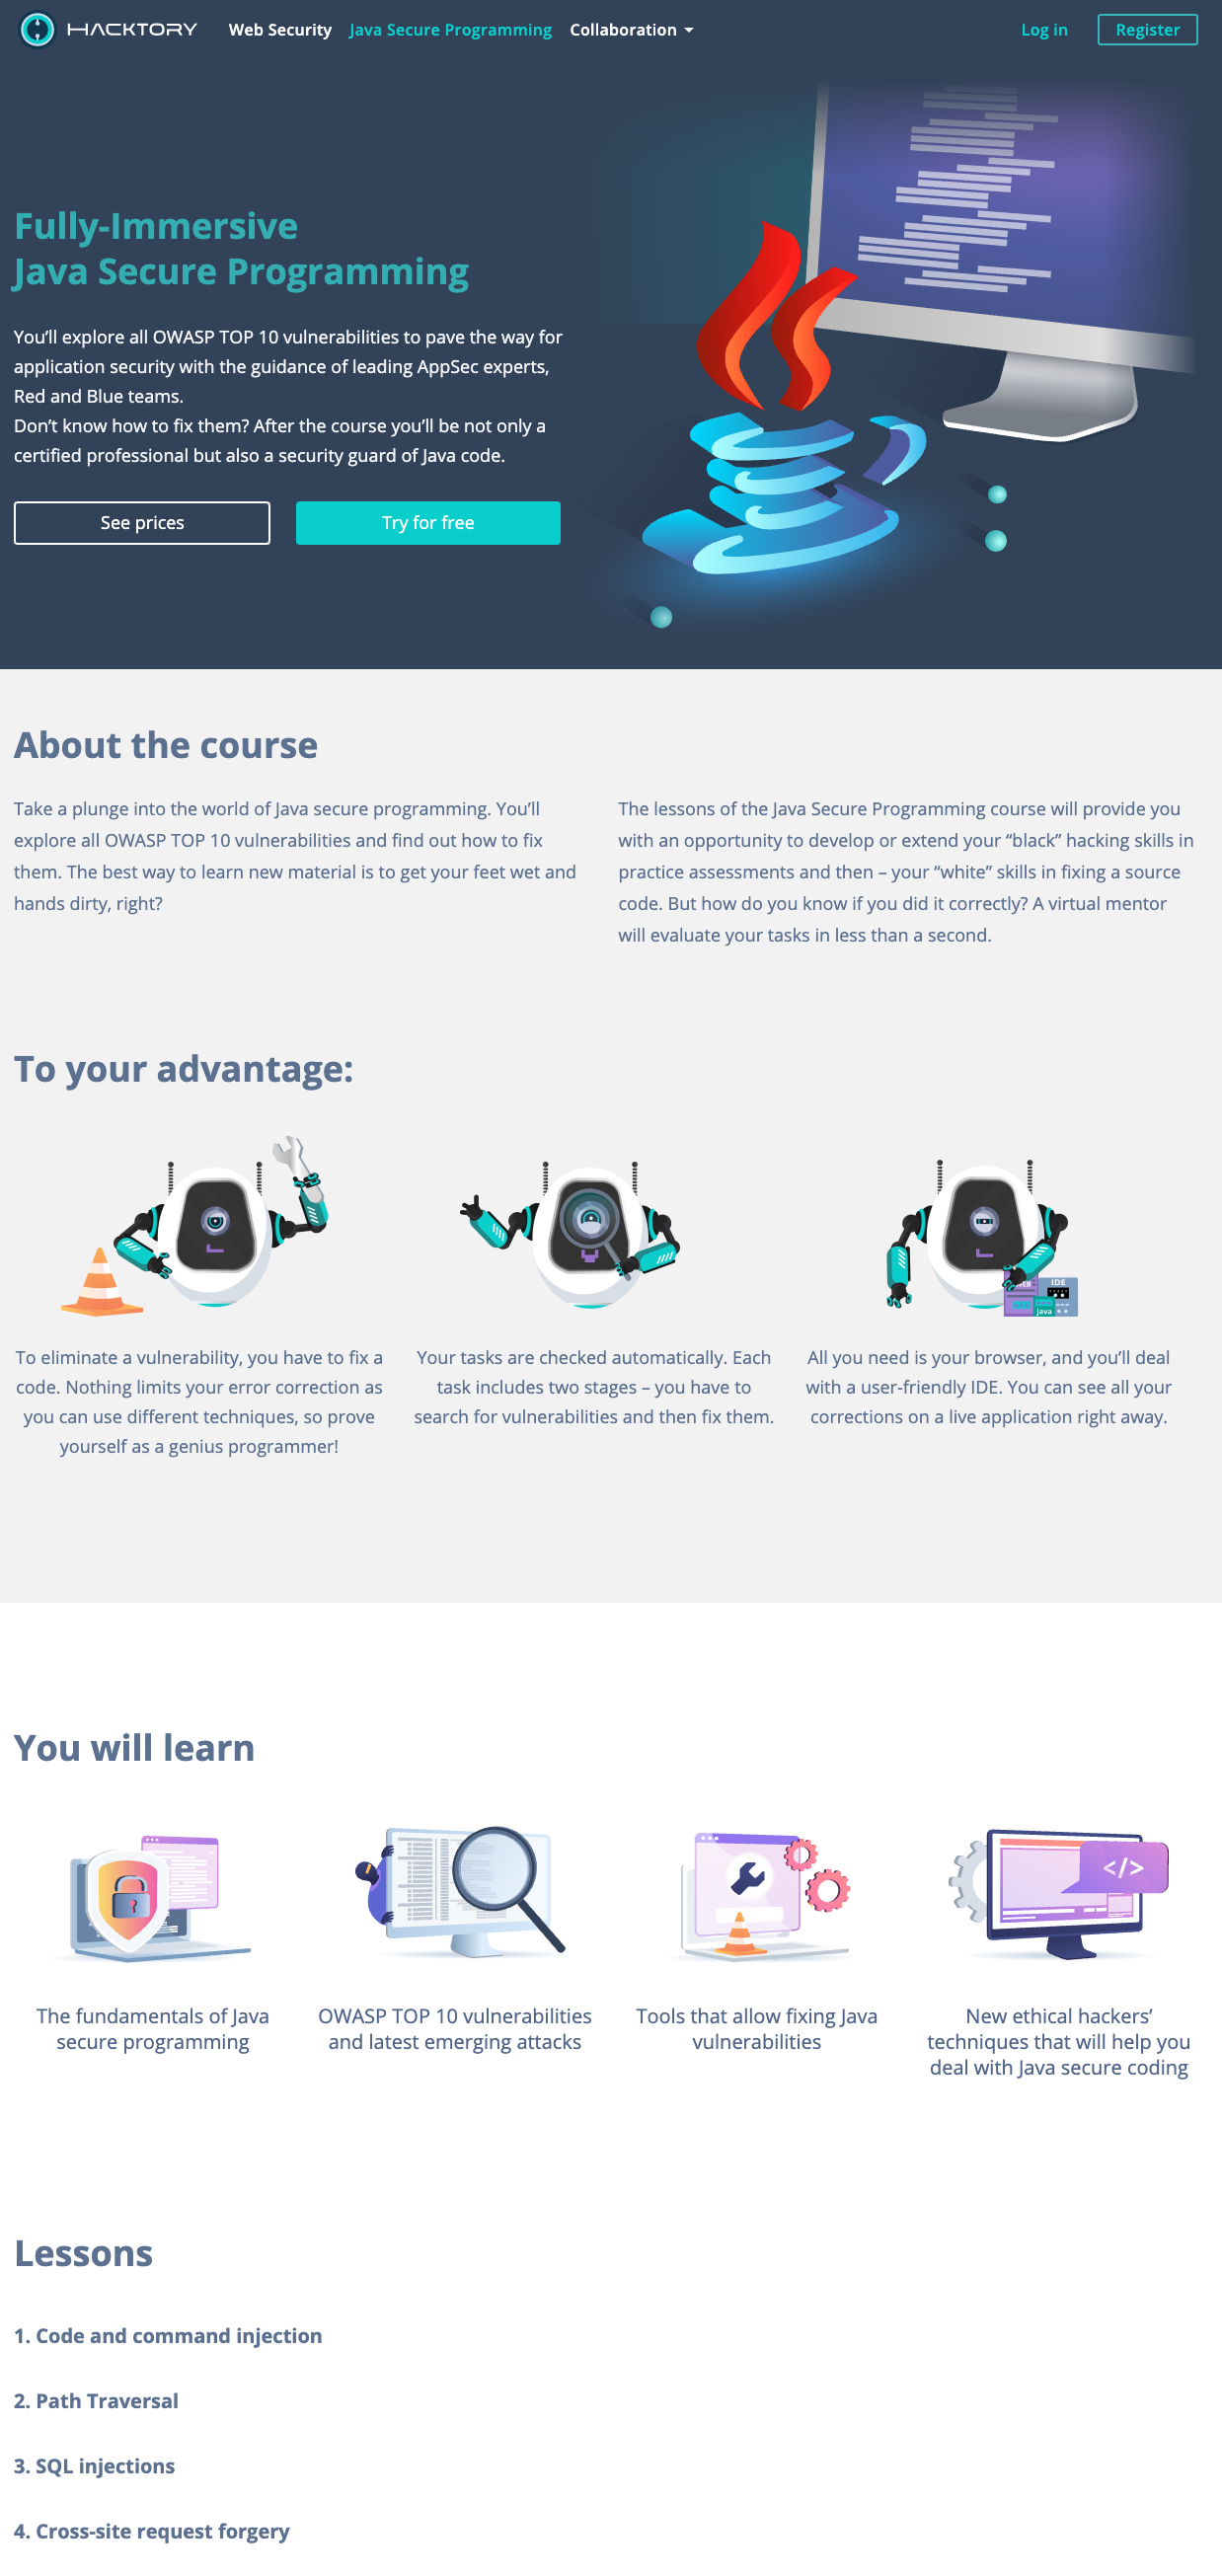 HACKTORY
Web Security
Java Secure Programming
Collaboration
Log in
Register
Fully-Immersive
Java Secure Programming
You’ll explore all OWASP TOP 10 vulnerabilities to pave the way for
application security with the guidance of leading AppSec experts,
Red and Blue teams.
Don’t know how to fix them? After the course you’ll be not only a
certified professional but also a security guard of Java code.
See prices
Try for free
About the course
Take a plunge into the world of Java secure programming. You’ll
explore all OWASP TOP 10 vulnerabilities and find out how to fix
them. The best way to learn new material is to get your feet wet and
hands dirty, right?
The lessons of the Java Secure Programming course will provide you
with an opportunity to develop or extend your “black” hacking skills in
practice assessments and then – your “white” skills in fixing a source
code. But how do you know if you did it correctly? A virtual mentor
will evaluate your tasks in less than a second.
To your advantage:
IDE
Java
To eliminate a vulnerability, you have to fix a
code. Nothing limits your error correction as
you can use different techniques, so prove
yourself as a genius programmer!
Your tasks are checked automatically. Each
task includes two stages – you have to
search for vulnerabilities and then fix them.
All you need is your browser, and you’ll deal
with a user-friendly IDE. You can see all your
corrections on a live application right away.
You will learn
</>
The fundamentals of Java
secure programming
OWASP TOP 10 vulnerabilities
and latest emerging attacks
Tools that allow fixing Java
vulnerabilities
New ethical hackers’
techniques that will help you
deal with Java secure coding
Lessons
1. Code and command injection
2. Path Traversal
3. SQL injections
4. Cross-site request forgery